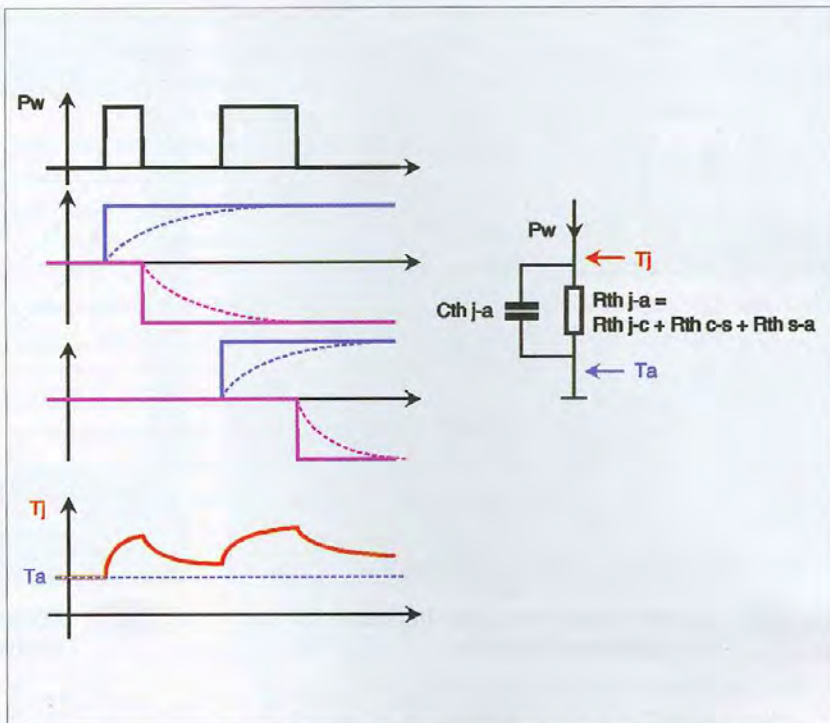 Pw
Tj
Ta
Pw
Tj
Cth j-a
Rth j-a =
Rth j-c + Rth c-s + Rth s-a
Ta